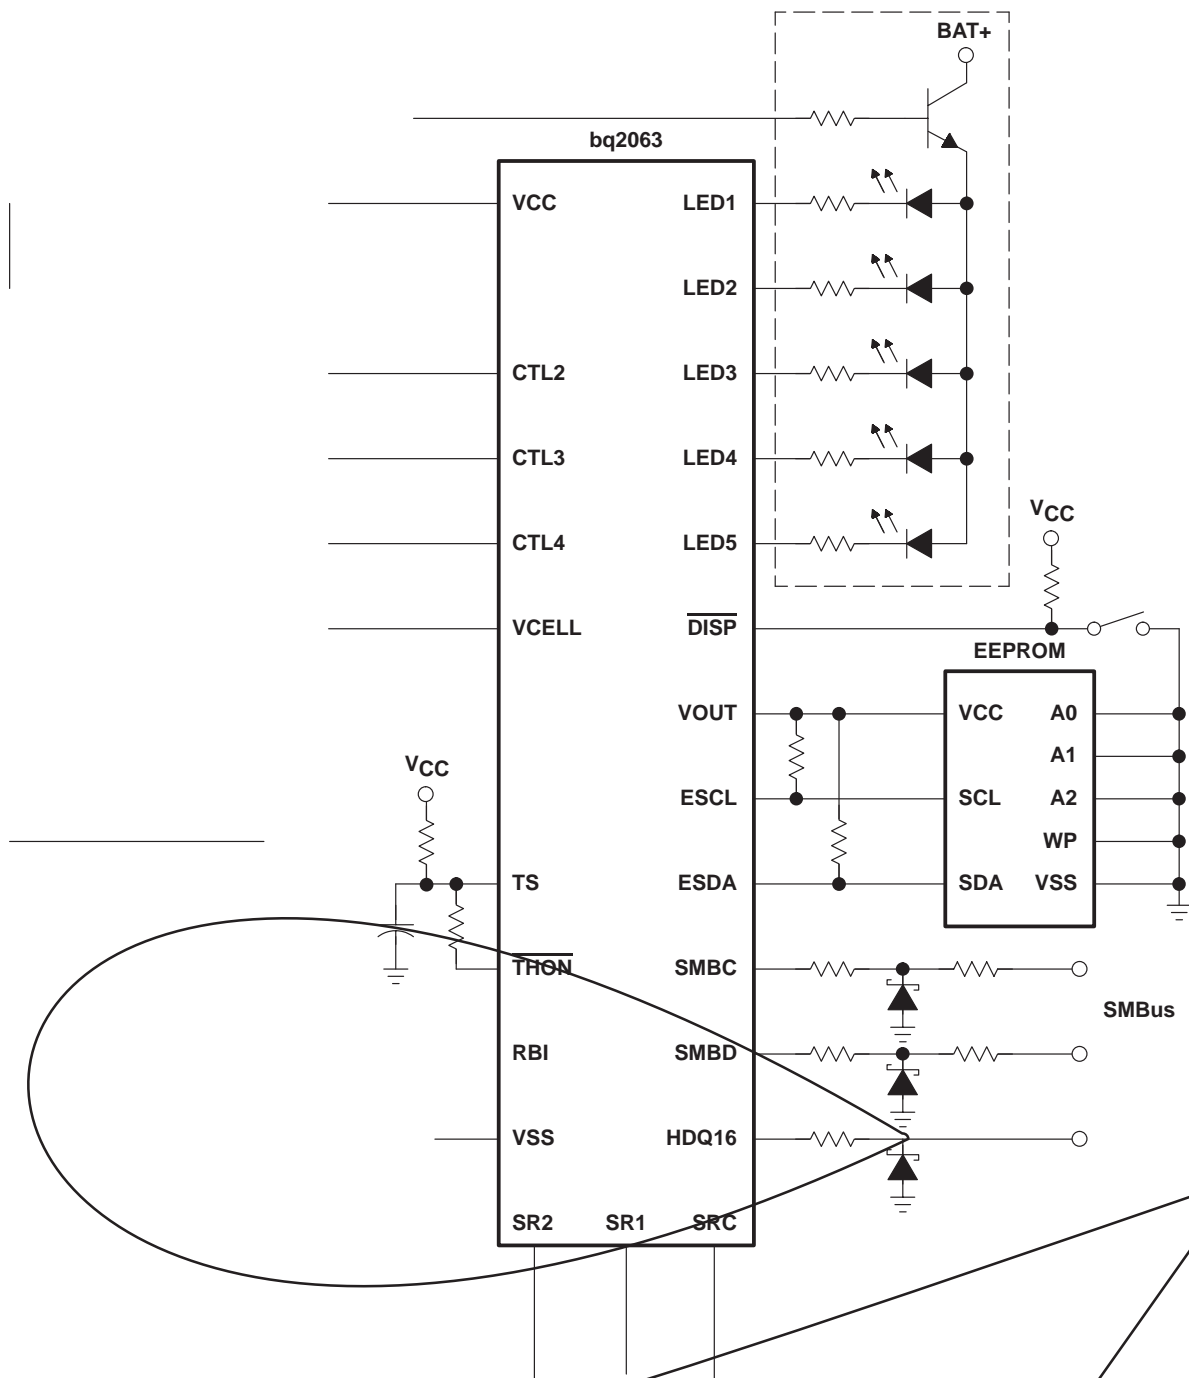 BAT+
bq2063
VCC LED1
LED2
CTL2 LED3
CTL3 LED4
VCC
CTL4 LED5
VCELL DISP
EEPROM
VOUT VCC A0
A1
VCC
ESCL SCL A2
WP
TS ESDA SDA VSS
THON SMBC
SMBus
RBI SMBD
VSS HDQ16
SR2 SR1 SRC